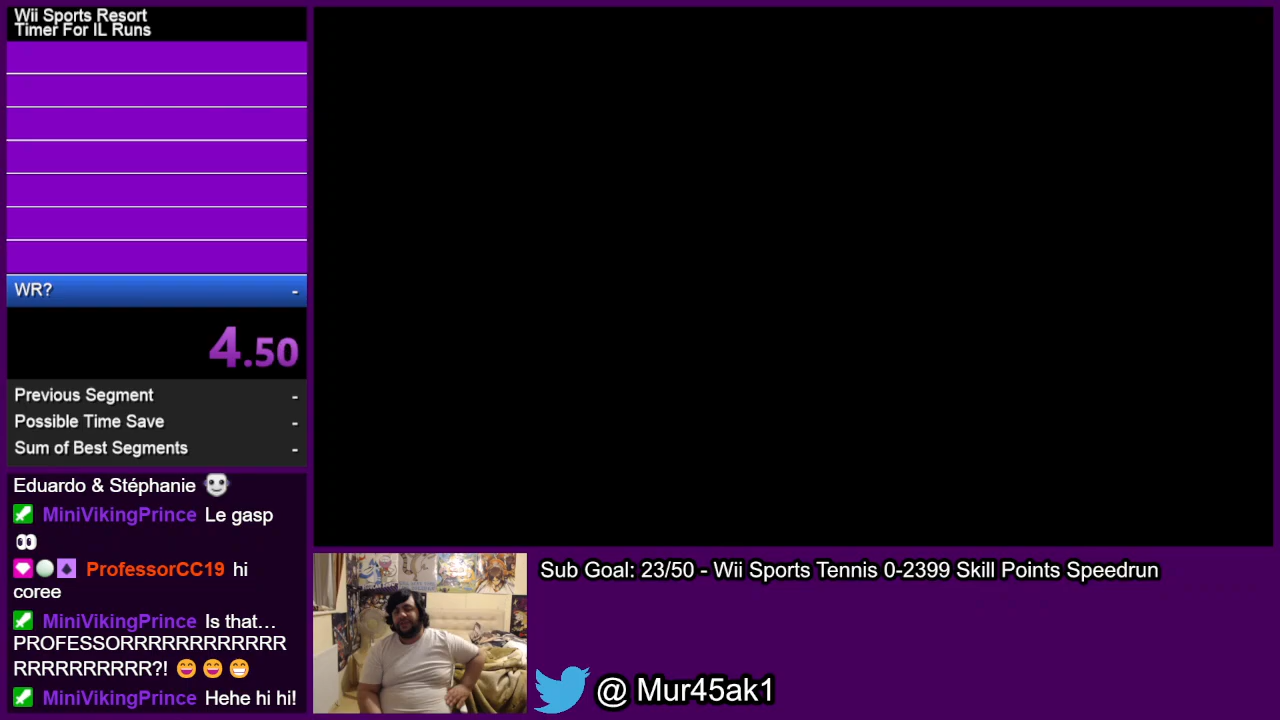 Wii Sports Resort
Timer For IL Runs
WR? -
4.50
Previous Segment -
Possible Time Save -
Sum of Best Segments -
Eduardo & Stéphanie
MiniVikingPrince Le gasp
👀
ProfessorCC19 hi
coree
MiniVikingPrince Is that...
PROFESSORRRRRRRRRRRR
RRRRRRRRRR?! 😄 😄 😁
MiniVikingPrince Hehe hi hi!
Sub Goal: 23/50 - Wii Sports Tennis 0-2399 Skill Points Speedrun
@ Mur45ak1